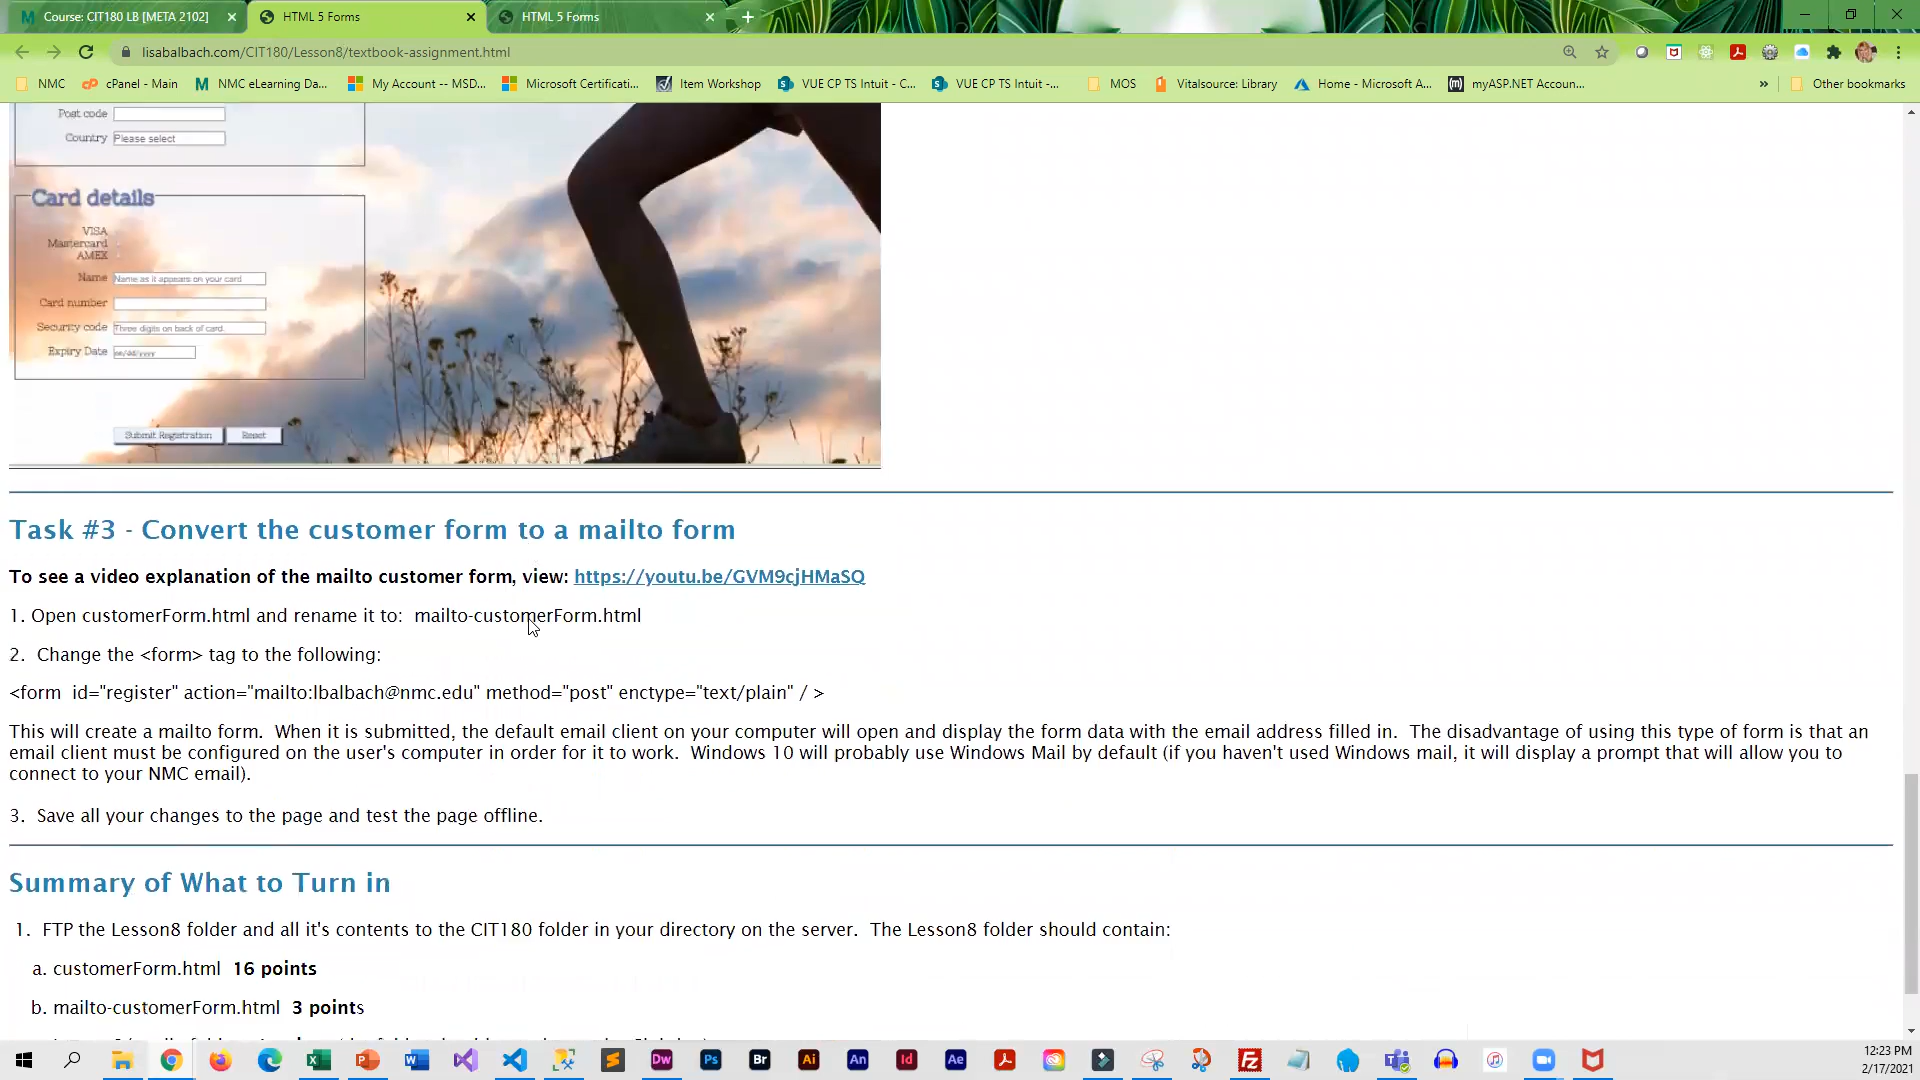 Course: CIT180 LB [META 2102]
HTML 5 Forms
HTML 5 Forms
lisabalbach.com/CIT180/Lesson8/textbook-assignment.html
NMC
cPanel - Main
NMC eLearning Da...
My Account -- MSD...
Microsoft Certificati...
Item Workshop
VUE CP TS Intuit - C...
VUE CP TS Intuit -...
MOS
Vitalsource: Library
Home - Microsoft A...
myASP.NET Accoun...
Other bookmarks
Post code
Country Please select
Card details
VISA
Mastercard
AMEX
Name Name as it appears on your card
Card number
Security code Three digits on back of card.
Expiry Date mm/dd/yyyy
Submit Registration Reset
Task #3 - Convert the customer form to a mailto form
To see a video explanation of the mailto customer form, view: https://youtu.be/GVM9cjHMaSQ
1. Open customerForm.html and rename it to: mailto-customerForm.html
2. Change the <form> tag to the following:
<form id="register" action="mailto:lbalbach@nmc.edu" method="post" enctype="text/plain" / >
This will create a mailto form. When it is submitted, the default email client on your computer will open and display the form data with the email address filled in. The disadvantage of using this type of form is that an
email client must be configured on the user's computer in order for it to work. Windows 10 will probably use Windows Mail by default (if you haven't used Windows mail, it will display a prompt that will allow you to
connect to your NMC email).
3. Save all your changes to the page and test the page offline.
Summary of What to Turn in
1. FTP the Lesson8 folder and all it's contents to the CIT180 folder in your directory on the server. The Lesson8 folder should contain:
a. customerForm.html 16 points
b. mailto-customerForm.html 3 points
Dw
Ps
Br
Ai
An
Id
Ae
12:23 PM
2/17/2021